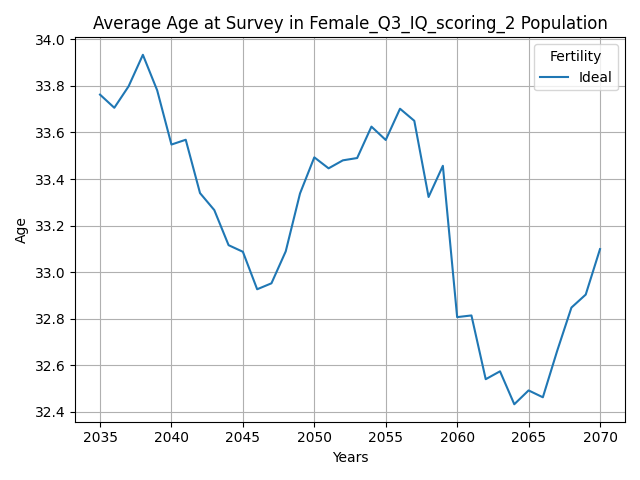 Average Age at Survey in Female_Q3_IQ_scoring_2 Population
34.0
33.8
33.6
33.4
33.2
33.0
32.8
32.6
32.4
Age
Fertility
Ideal
2035 2040 2045 2050 2055 2060 2065 2070
Years